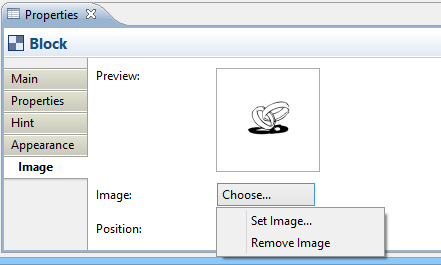 Properties
Block
Main
Properties
Hint
Appearance
Image
Preview:
Image:
Choose...
Set Image...
Remove Image
Position: